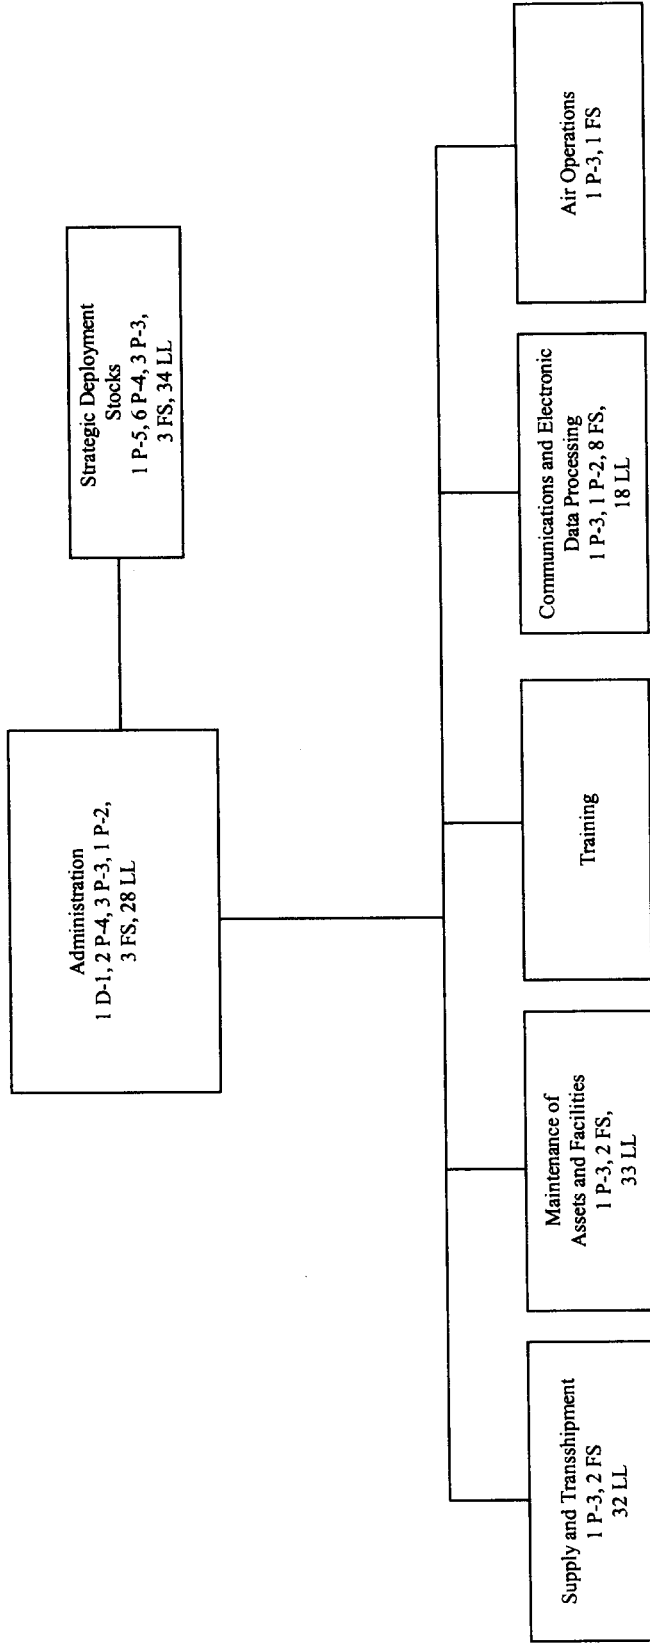 Administration
1 D-1, 2 P-4, 3 P-3, 1 P-2,
3 FS, 28 LL
Strategic Deployment
Stocks
1 P-5, 6 P-4, 3 P-3,
3 FS, 34 LL
Supply and Transshipment
1 P-3, 2 FS
32 LL
Maintenance of
Assets and Facilities
1 P-3, 2 FS,
33 LL
Training
Communications and Electronic
Data Processing
1 P-3, 1 P-2, 8 FS,
18 LL
Air Operations
1 P-3, 1 FS